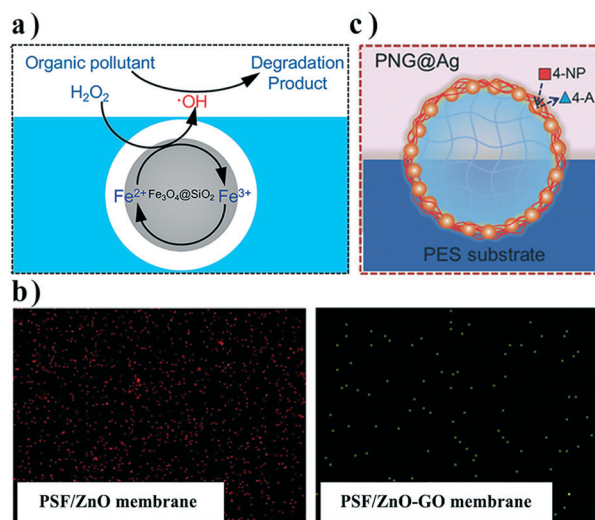 a)
Organic pollutant
Degradation
Product
H₂O₂
·OH
Fe²⁺
Fe₃O₄@SiO₂
Fe³⁺
c)
PNG@Ag
4-NP
4-A
PES substrate
b)
PSF/ZnO membrane
PSF/ZnO-GO membrane